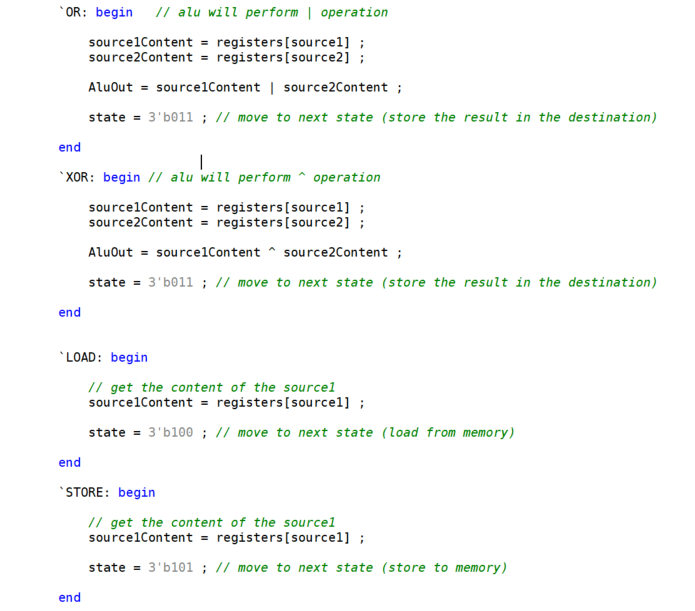 `OR: begin   // alu will perform | operation
source1Content = registers[source1] ;
source2Content = registers[source2] ;
AluOut = source1Content | source2Content ;
state = 3'b011 ; // move to next state (store the result in the destination)
end
`XOR: begin // alu will perform ^ operation
source1Content = registers[source1] ;
source2Content = registers[source2] ;
AluOut = source1Content ^ source2Content ;
state = 3'b011 ; // move to next state (store the result in the destination)
end
`LOAD: begin
// get the content of the source1
source1Content = registers[source1] ;
state = 3'b100 ; // move to next state (load from memory)
end
`STORE: begin
// get the content of the source1
source1Content = registers[source1] ;
state = 3'b101 ; // move to next state (store to memory)
end